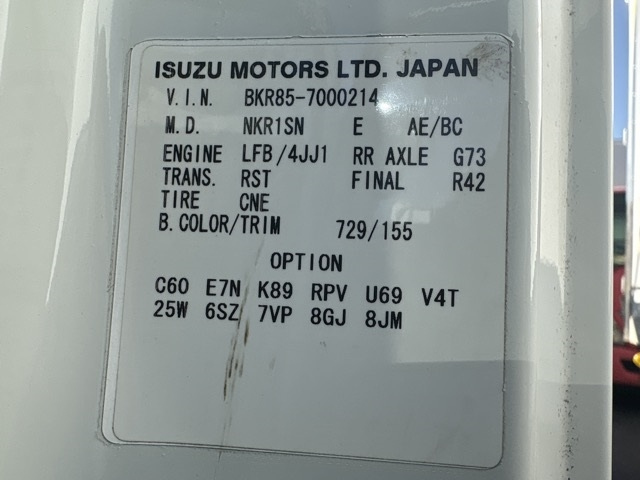 ISUZU MOTORS LTD. JAPAN
V.I.N. BKR85-7000214
M.D. NKR1SN E AE/BC
ENGINE LFB/4JJ1 RR AXLE G73
TRANS. RST FINAL R42
TIRE CNE
B.COLOR/TRIM 729/155
OPTION
C60 E7N K89 RPV U69 V4T
25W 6SZ 7VP 8GJ 8JM